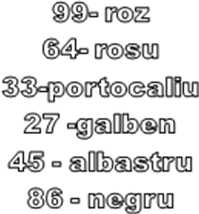 99- roz
64- rosu
33-portocaliu
27 -galben
45 - albastru
86 - negru